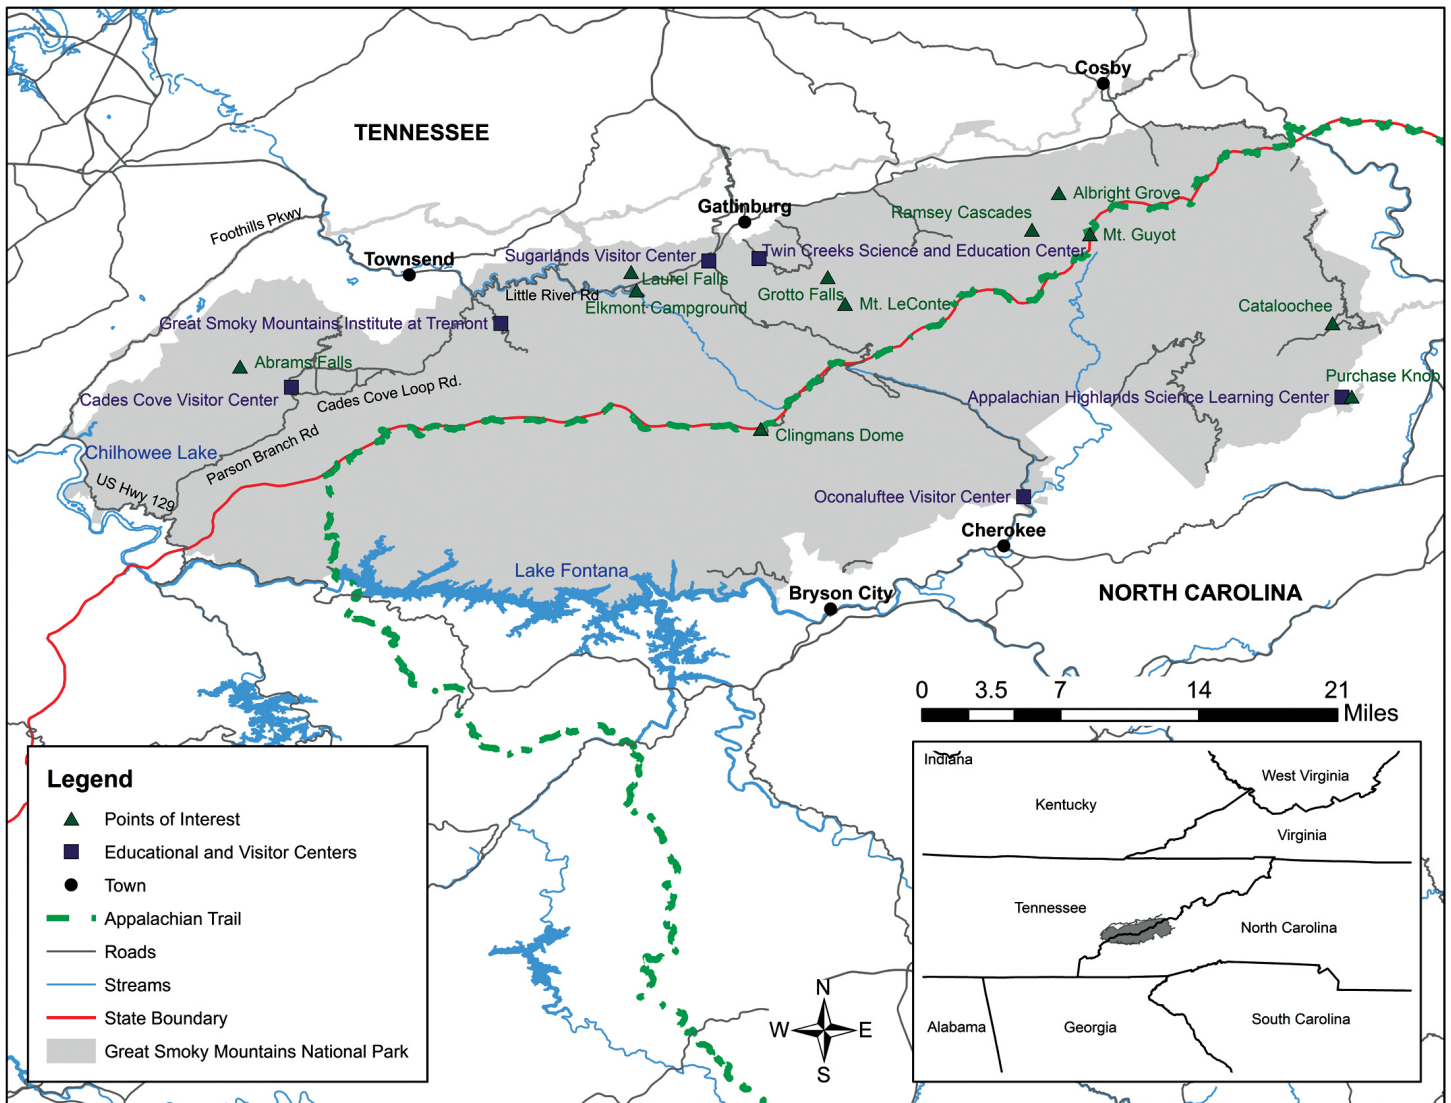 Cosby
TENNESSEE
Albright Grove
Gatlinburg
Ramsey Cascades
Foothills Pkwy
Mt. Guyot
Townsend
Sugarlands Visitor Center
Twin Creeks Science and Education Center
Laurel Falls
Little River Rd
Grotto Falls
Mt. LeConte
Elkmont Campground
Cataloochee
Great Smoky Mountains Institute at Tremont
Abrams Falls
Purchase Knob
Cades Cove Visitor Center
Cades Cove Loop Rd.
Appalachian Highlands Science Learning Center
Clingmans Dome
Parson Branch Rd
Chilhowee Lake
US Hwy 129
Oconaluftee Visitor Center
Cherokee
Lake Fontana
Bryson City
NORTH CAROLINA
0 3.5 7 14 21
Miles
Legend
Points of Interest
Educational and Visitor Centers
Town
Appalachian Trail
Roads
Streams
State Boundary
Great Smoky Mountains National Park
N
W E
S
Indiana
West Virginia
Kentucky
Virginia
Tennessee
North Carolina
Alabama
Georgia
South Carolina